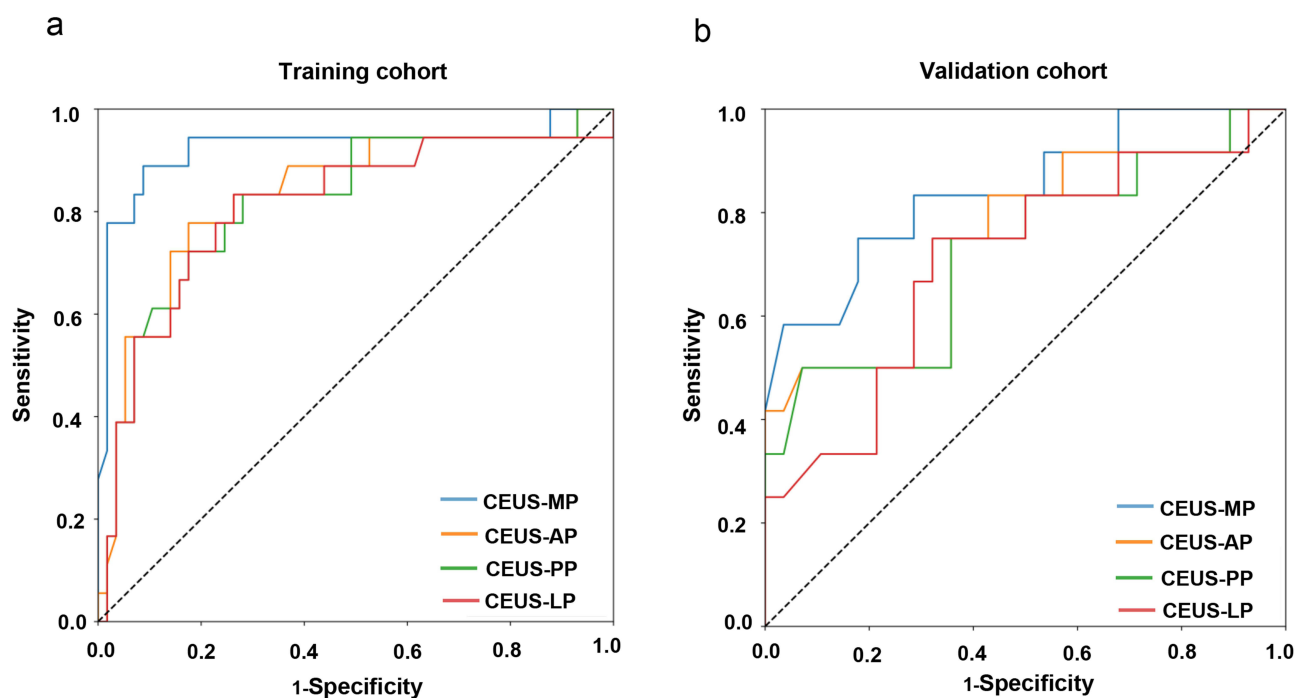 a
Training cohort
1.0
0.8
0.6
0.4
0.2
0.0
Sensitivity
0.0 0.2 0.4 0.6 0.8 1.0
1-Specificity
CEUS-MP
CEUS-AP
CEUS-PP
CEUS-LP
b
Validation cohort
1.0
0.8
0.6
0.4
0.2
0.0
Sensitivity
0.0 0.2 0.4 0.6 0.8 1.0
1-Specificity
CEUS-MP
CEUS-AP
CEUS-PP
CEUS-LP